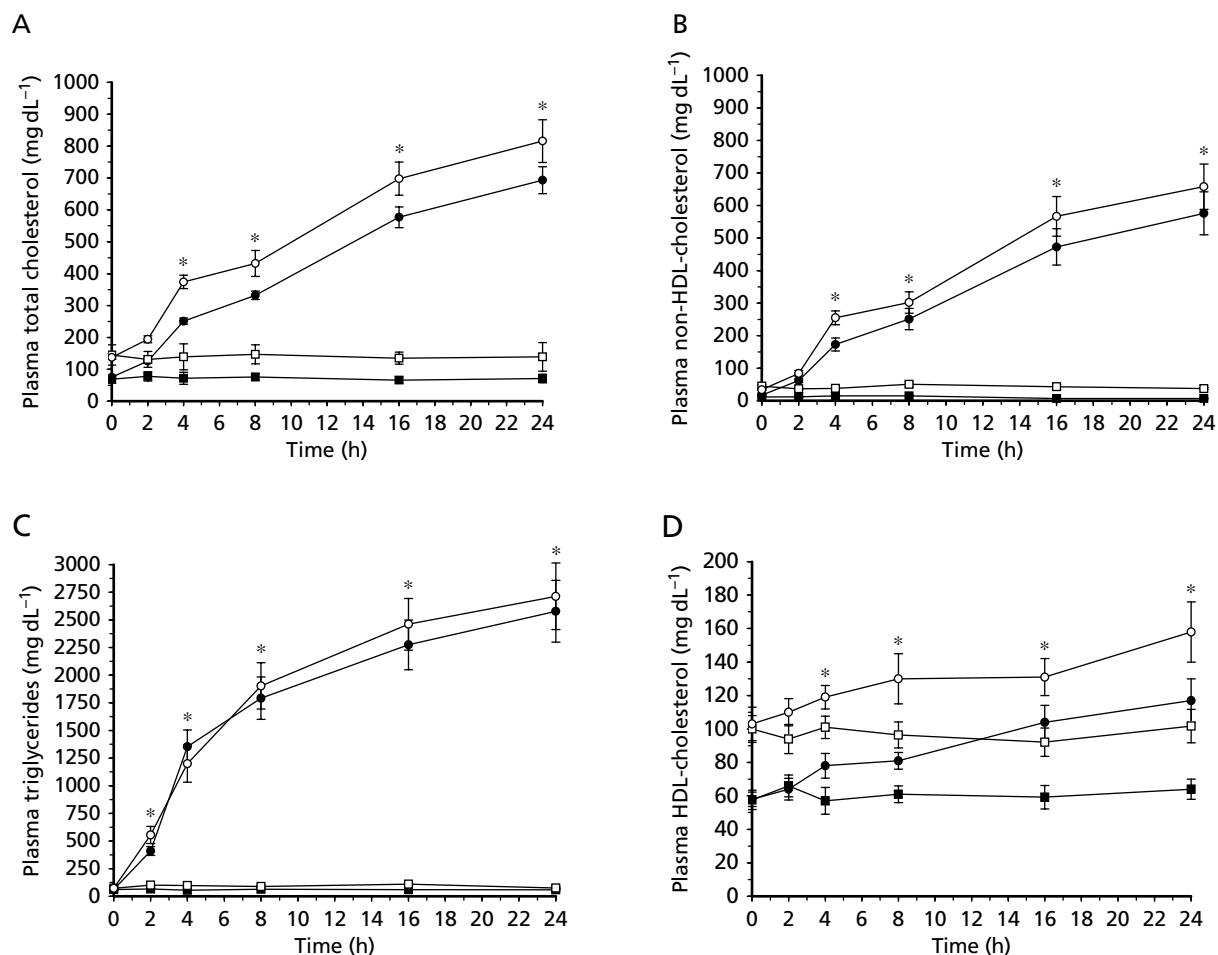 A
Plasma total cholesterol (mg dL⁻¹)
1000
900
800
700
600
500
400
300
200
100
0
0 2 4 6 8 10 12 14 16 18 20 22 24
Time (h)
* * * *
B
Plasma non-HDL-cholesterol (mg dL⁻¹)
1000
900
800
700
600
500
400
300
200
100
0
0 2 4 6 8 10 12 14 16 18 20 22 24
Time (h)
* * * *
C
Plasma triglycerides (mg dL⁻¹)
3000
2750
2500
2250
2000
1750
1500
1250
1000
750
500
250
0
0 2 4 6 8 10 12 14 16 18 20 22 24
Time (h)
* * * * *
D
Plasma HDL-cholesterol (mg dL⁻¹)
200
180
160
140
120
100
80
60
40
20
0
0 2 4 6 8 10 12 14 16 18 20 22 24
Time (h)
* * * *